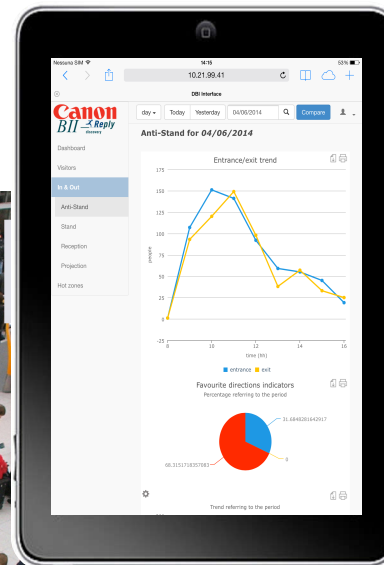 Nessuna SIM 14:15 53%
10.21.99.41
DBI Interface
Canon
BII Reply
Discovery
day Today Yesterday 04/06/2014 Compare
Anti-Stand for 04/06/2014
Dashboard
Visitors
In & Out
Anti-Stand
Stand
Reception
Projection
Hot zones
Entrance/exit trend
175
150
125
100
75
50
25
0
-25
people
8 10 12 14 16
time [hh]
entrance exit
Favourite directions indicators
Percentage referring to the period
31.6848281642917
68.3151718357083
0
Trend referring to the period